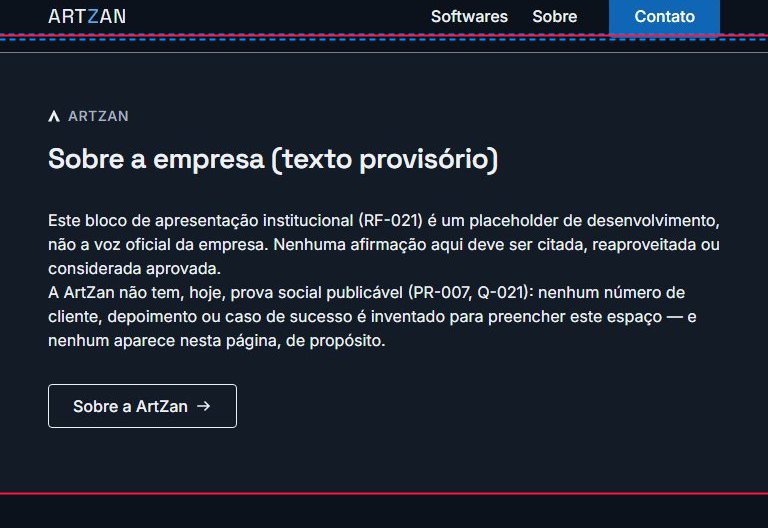 ARTZAN
Softwares Sobre Contato
ARTZAN
Sobre a empresa (texto provisório)
Este bloco de apresentação institucional (RF-021) é um placeholder de desenvolvimento,
não a voz oficial da empresa. Nenhuma afirmação aqui deve ser citada, reaproveitada ou
considerada aprovada.
A ArtZan não tem, hoje, prova social publicável (PR-007, Q-021): nenhum número de
cliente, depoimento ou caso de sucesso é inventado para preencher este espaço — e
nenhum aparece nesta página, de propósito.
Sobre a ArtZan →